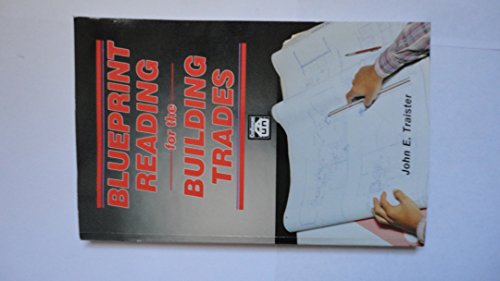 BLUEPRINT
READING
for the
BUILDING
TRADES
John E. Traister